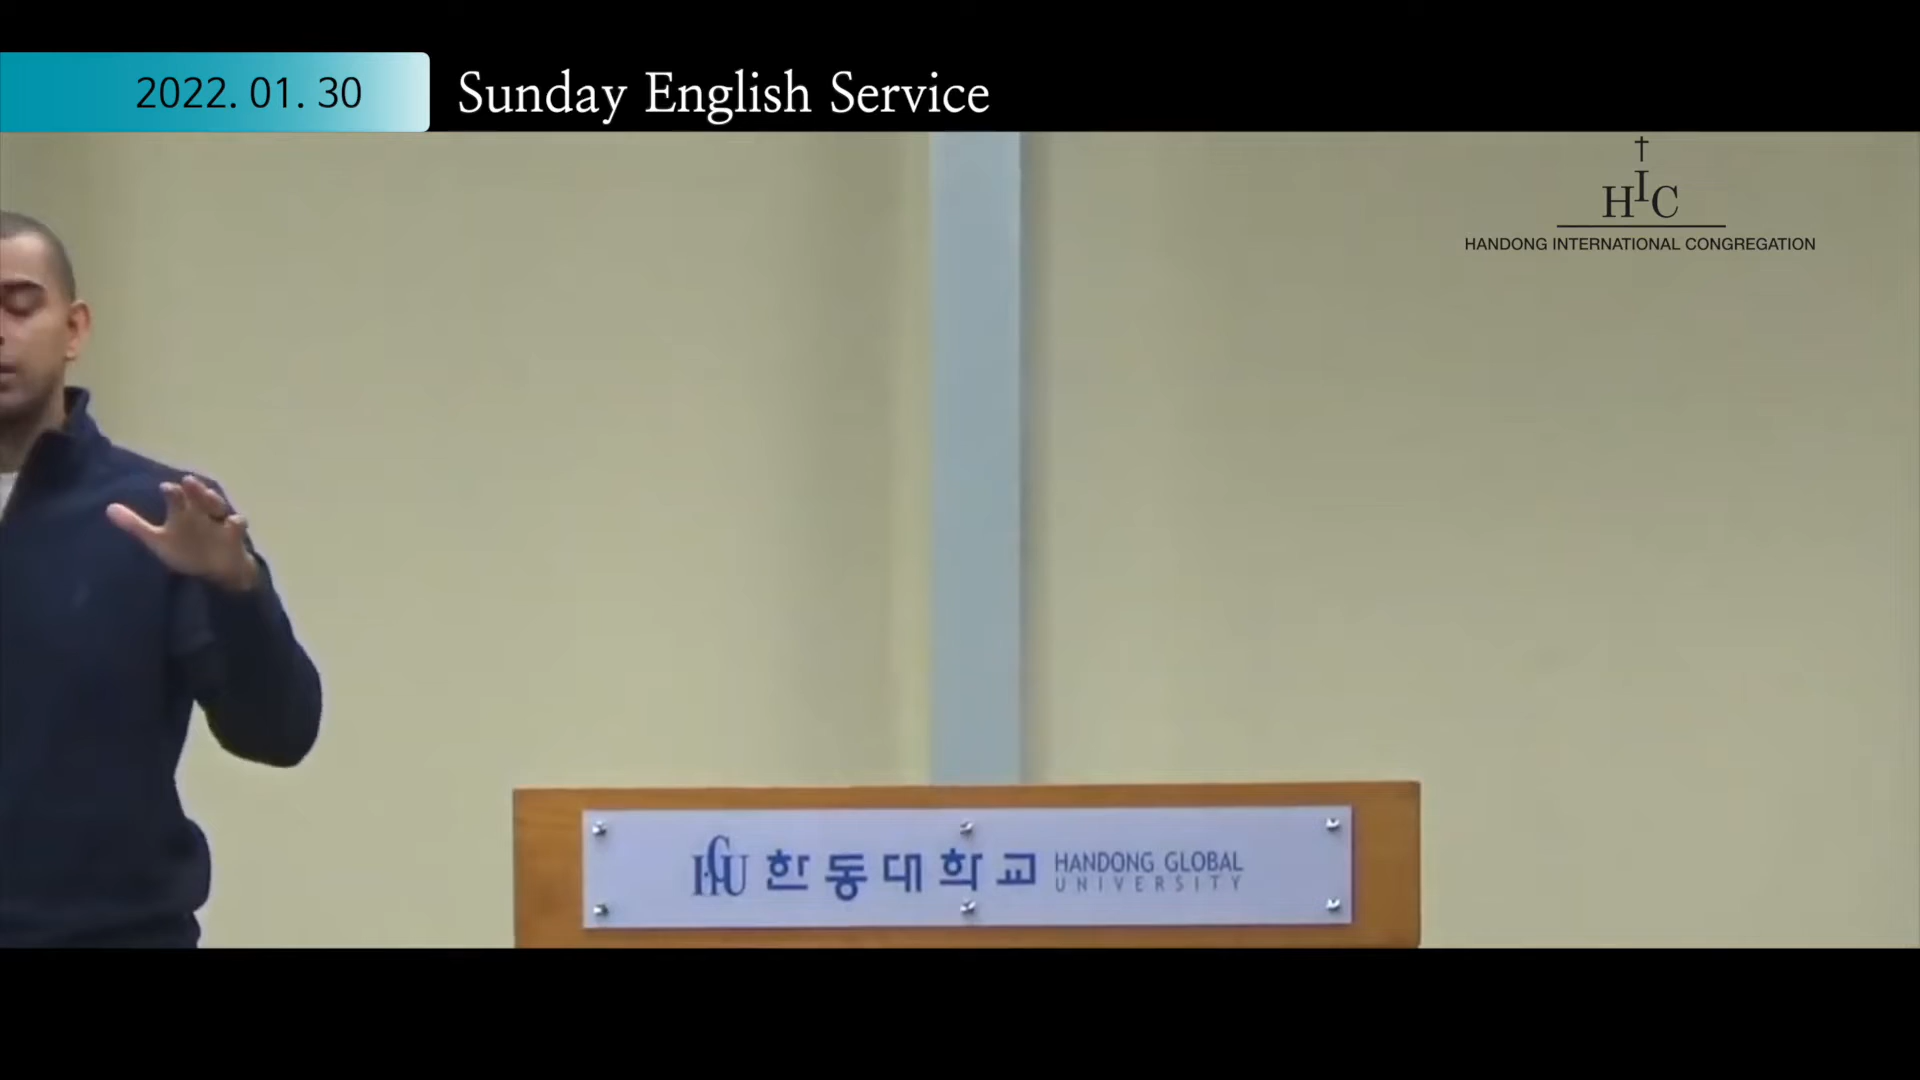 2022. 01. 30
Sunday English Service
HIC
HANDONG INTERNATIONAL CONGREGATION
HGU 한동대학교 HANDONG GLOBAL
UNIVERSITY